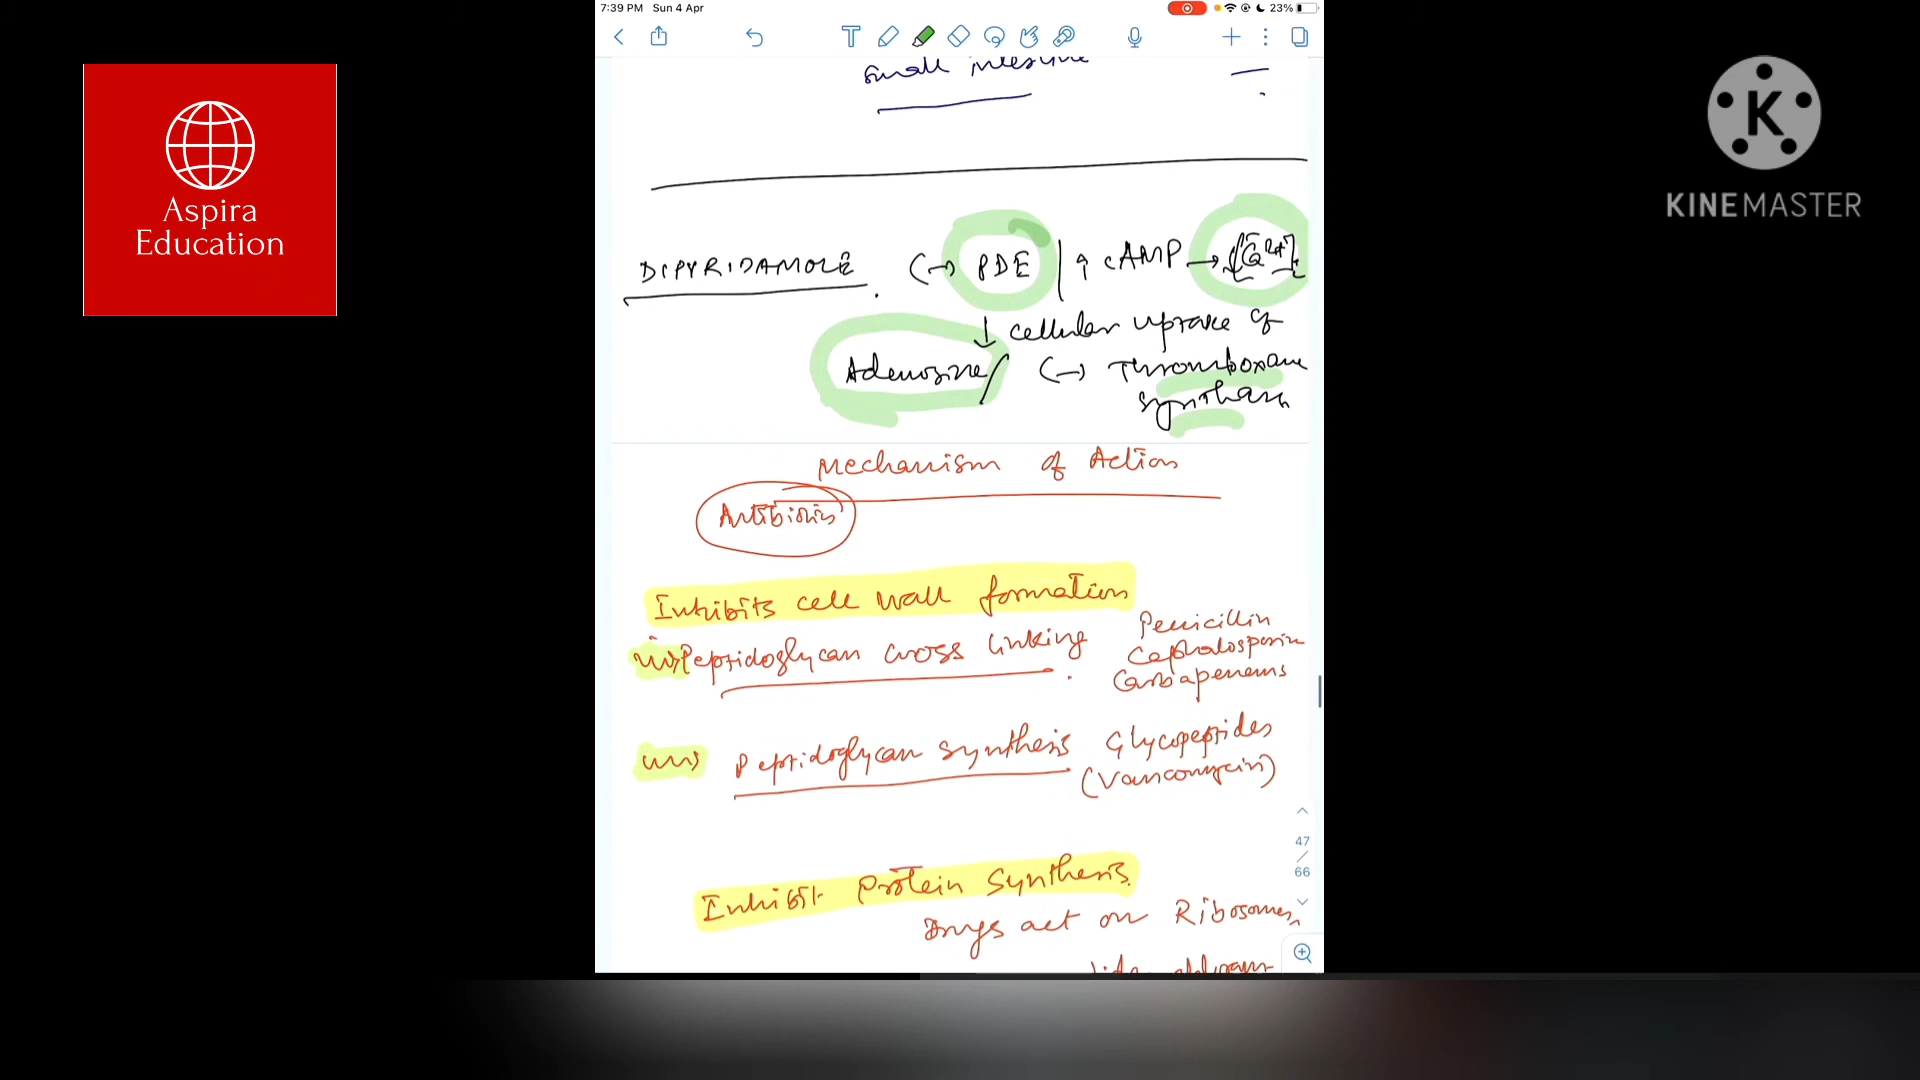 7:39 PM Sun 4 Apr
23%
small intestine
DIPYRIDAMOLE (-) PDE | ↑ cAMP → ↓[Ca2+]i
↓ cellular uptake of
Adenosine / (-) Thromboxane
synthase
Mechanism of Action
Antibiotics
Inhibits cell wall formation
Peptidoglycan cross linking
Penicillin
Cephalosporin
Carbapenems
Peptidoglycan synthesis
Glycopeptides
(Vancomycin)
Inhibit Protein Synthesis.
Drugs act on Ribosomes
47
/
66
Aspira
Education
K
KINEMASTER